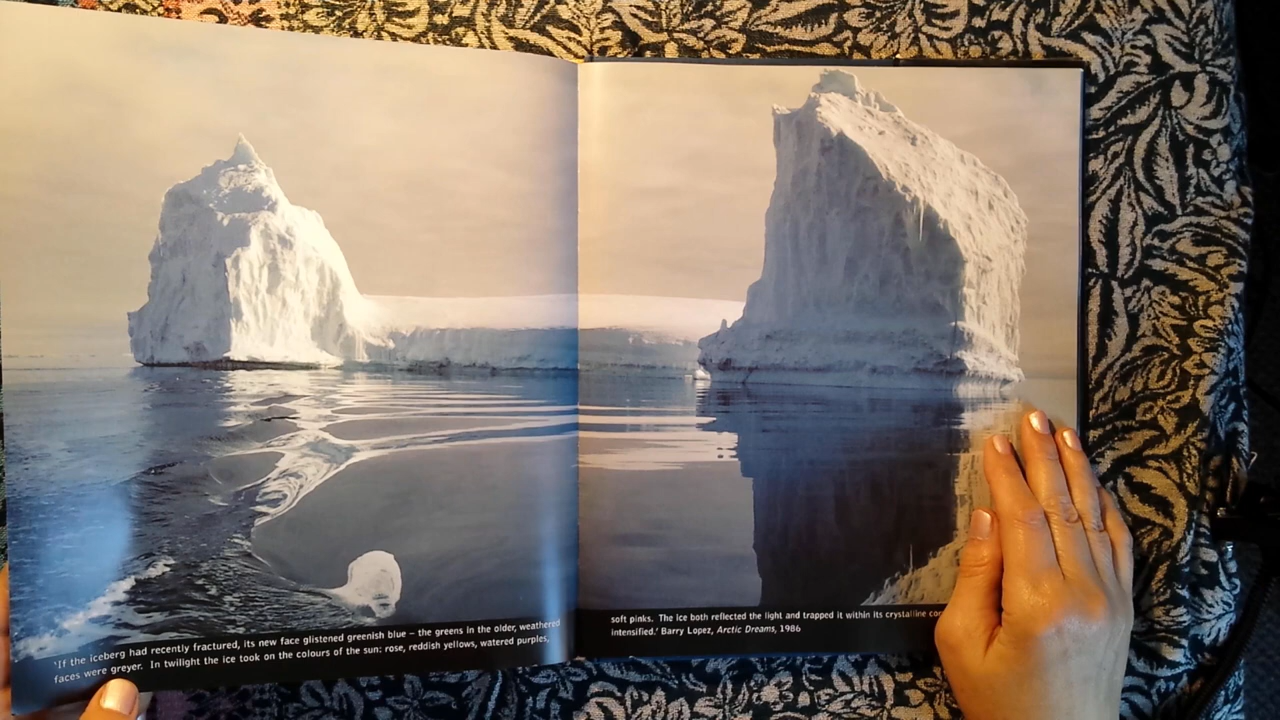 'If the iceberg had recently fractured, its new face glistened greenish blue – the greens in the older, weathered
faces were greyer. In twilight the ice took on the colours of the sun: rose, reddish yellows, watered purples,
soft pinks. The ice both reflected the light and trapped it within its crystalline
intensified.' Barry Lopez, Arctic Dreams, 1986